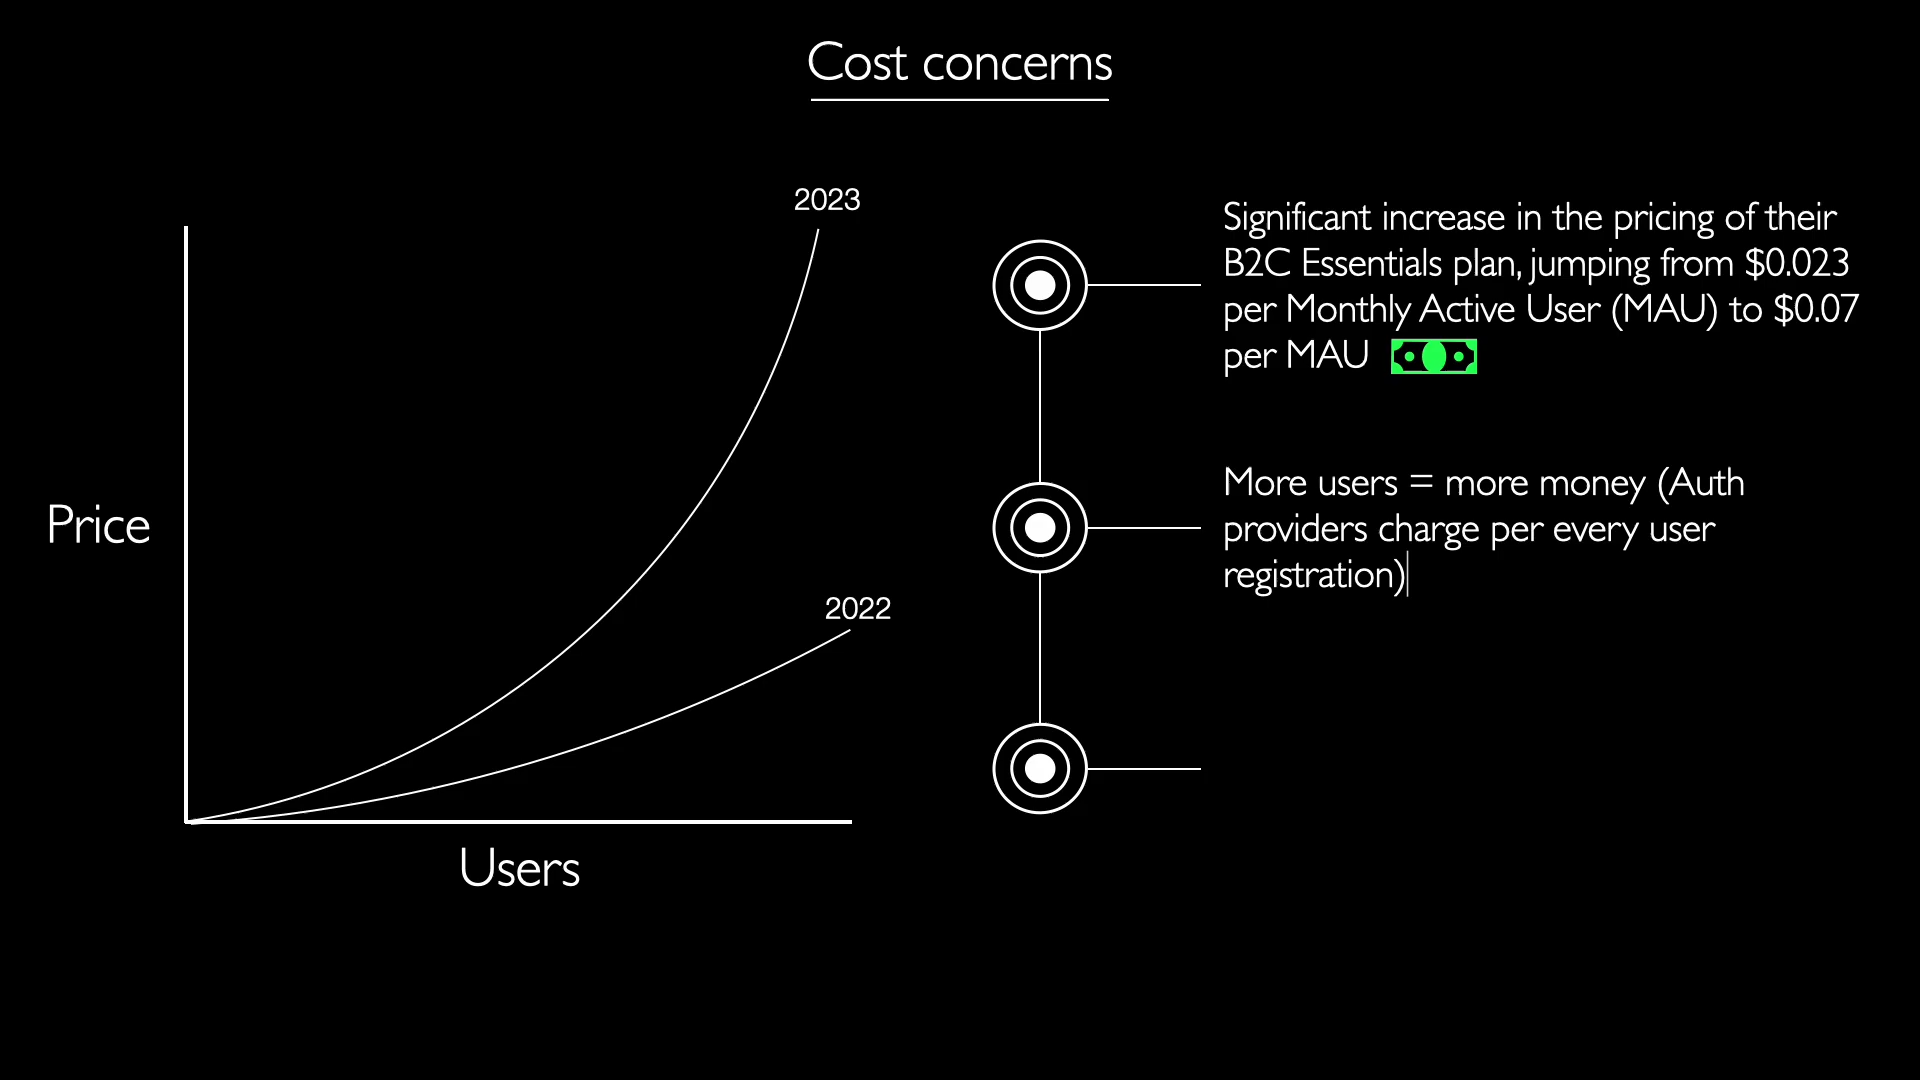 Cost concerns
2023
Significant increase in the pricing of their
B2C Essentials plan, jumping from $0.023
per Monthly Active User (MAU) to $0.07
per MAU
More users = more money (Auth
providers charge per every user
registration)
Price
2022
Users